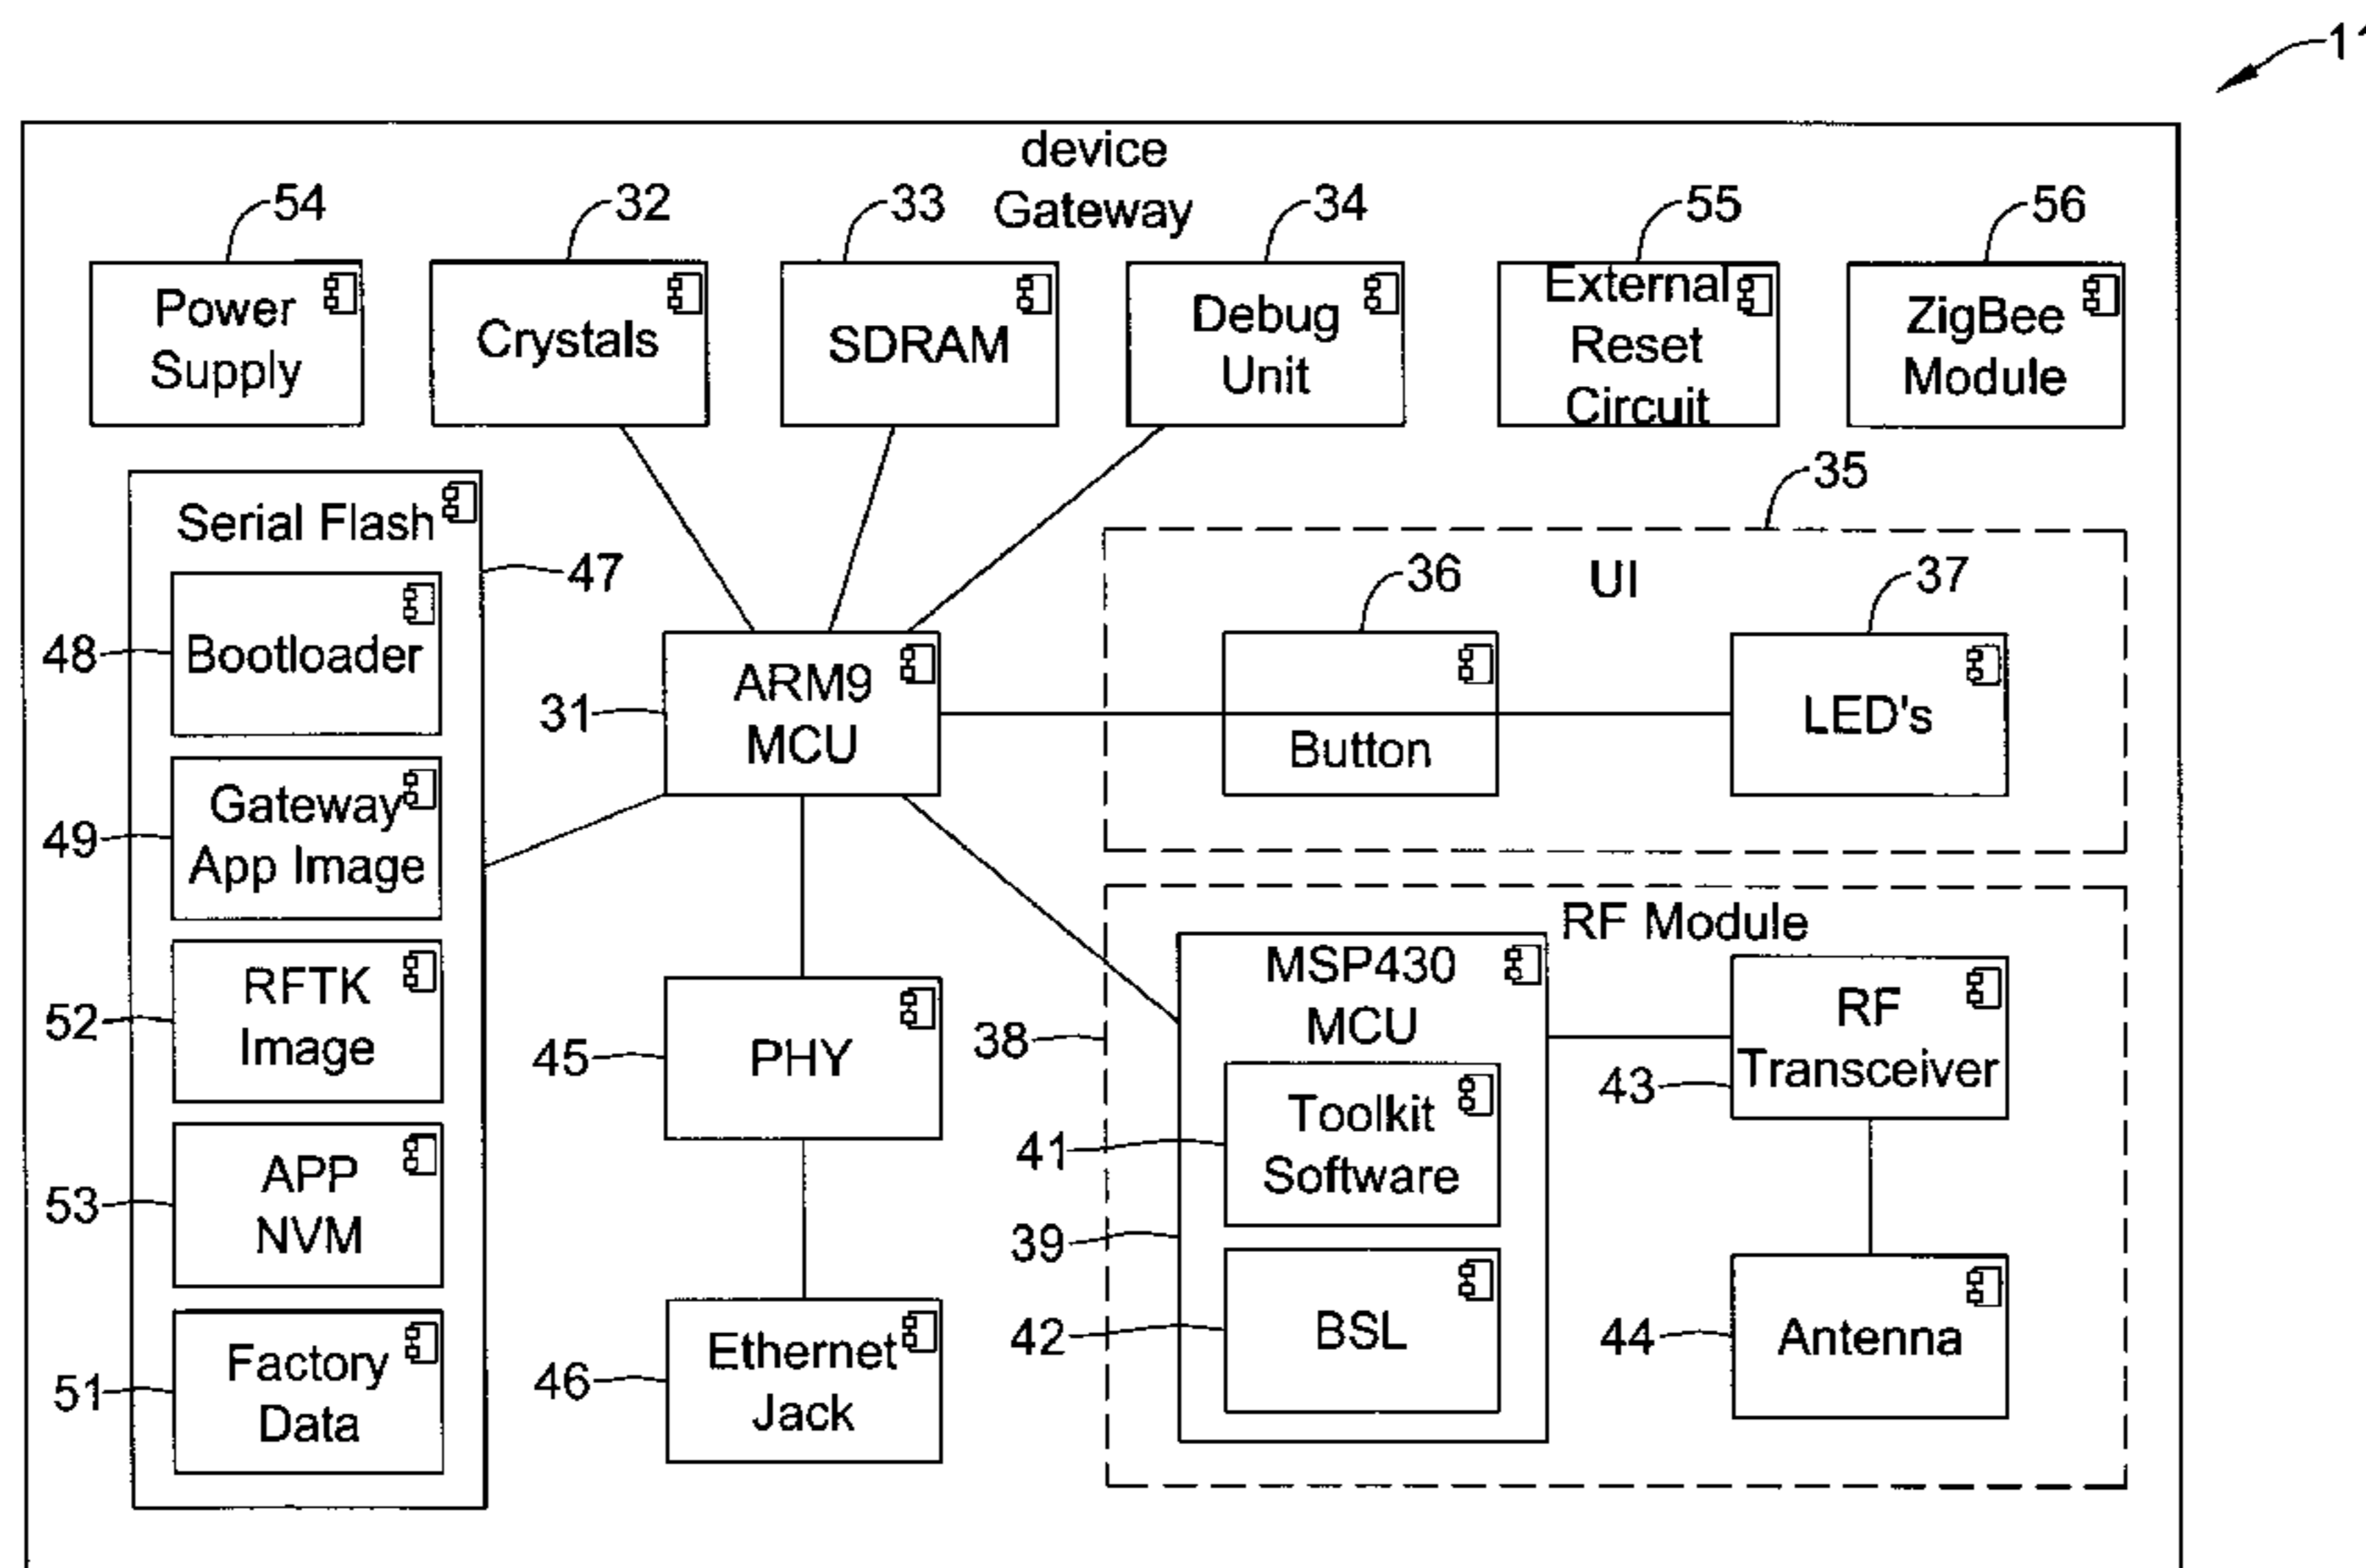 11
device
Gateway
54
32
33
34
55
56
Power
Supply
Crystals
SDRAM
Debug
Unit
External
Reset
Circuit
ZigBee
Module
Serial Flash
47
48
Bootloader
49
Gateway
App Image
52
RFTK
Image
53
APP
NVM
51
Factory
Data
31
ARM9
MCU
45
PHY
46
Ethernet
Jack
35
UI
36
Button
37
LED's
38
RF Module
39
MSP430
MCU
41
Toolkit
Software
42
BSL
43
RF
Transceiver
44
Antenna